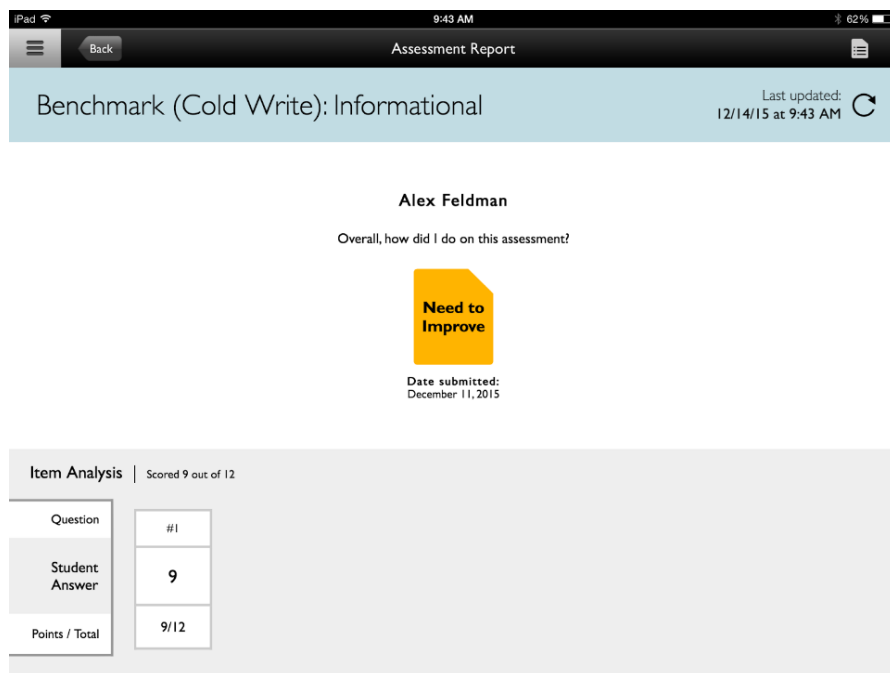 iPad 9:43 AM 62%
Back Assessment Report
Benchmark (Cold Write): Informational
Last updated:
12/14/15 at 9:43 AM
Alex Feldman
Overall, how did I do on this assessment?
Need to
Improve
Date submitted:
December 11, 2015
Item Analysis | Scored 9 out of 12
Question #1
Student
Answer
9
Points / Total 9/12